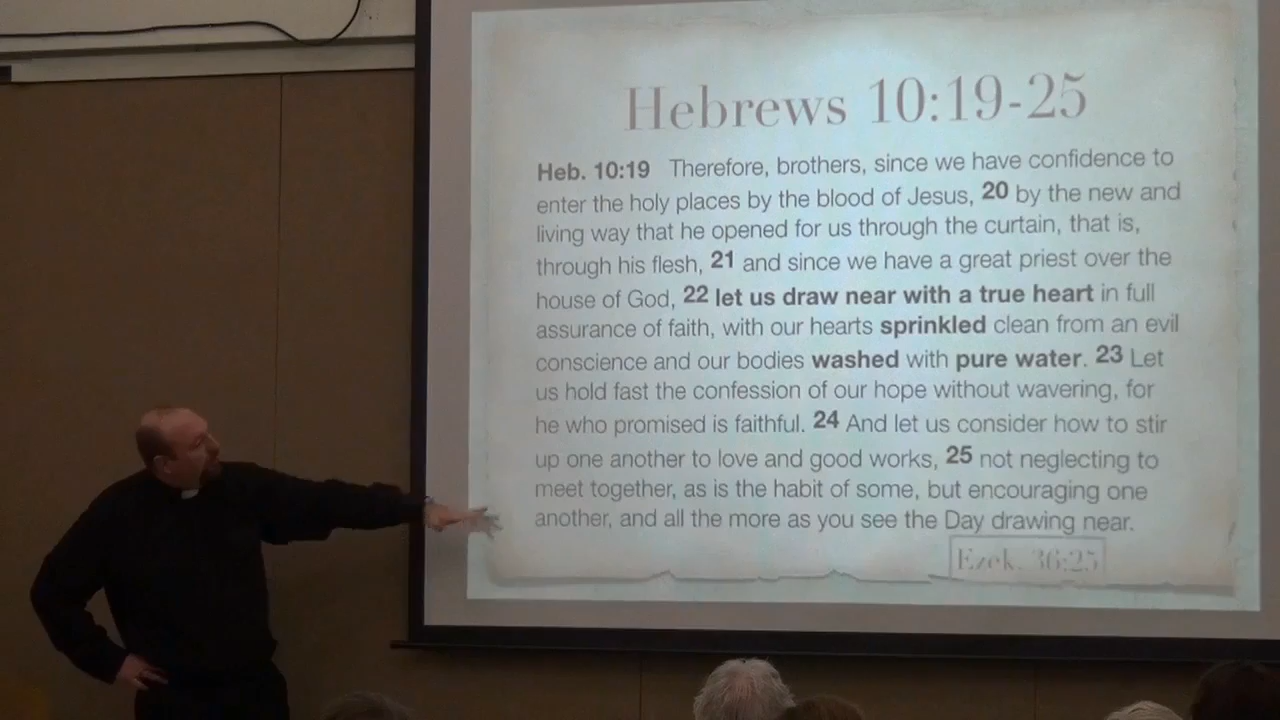 Hebrews 10:19-25
Heb. 10:19 Therefore, brothers, since we have confidence to
enter the holy places by the blood of Jesus, 20 by the new and
living way that he opened for us through the curtain, that is,
through his flesh, 21 and since we have a great priest over the
house of God, 22 let us draw near with a true heart in full
assurance of faith, with our hearts sprinkled clean from an evil
conscience and our bodies washed with pure water. 23 Let
us hold fast the confession of our hope without wavering, for
he who promised is faithful. 24 And let us consider how to stir
up one another to love and good works, 25 not neglecting to
meet together, as is the habit of some, but encouraging one
another, and all the more as you see the Day drawing near.
Ezek. 36:25